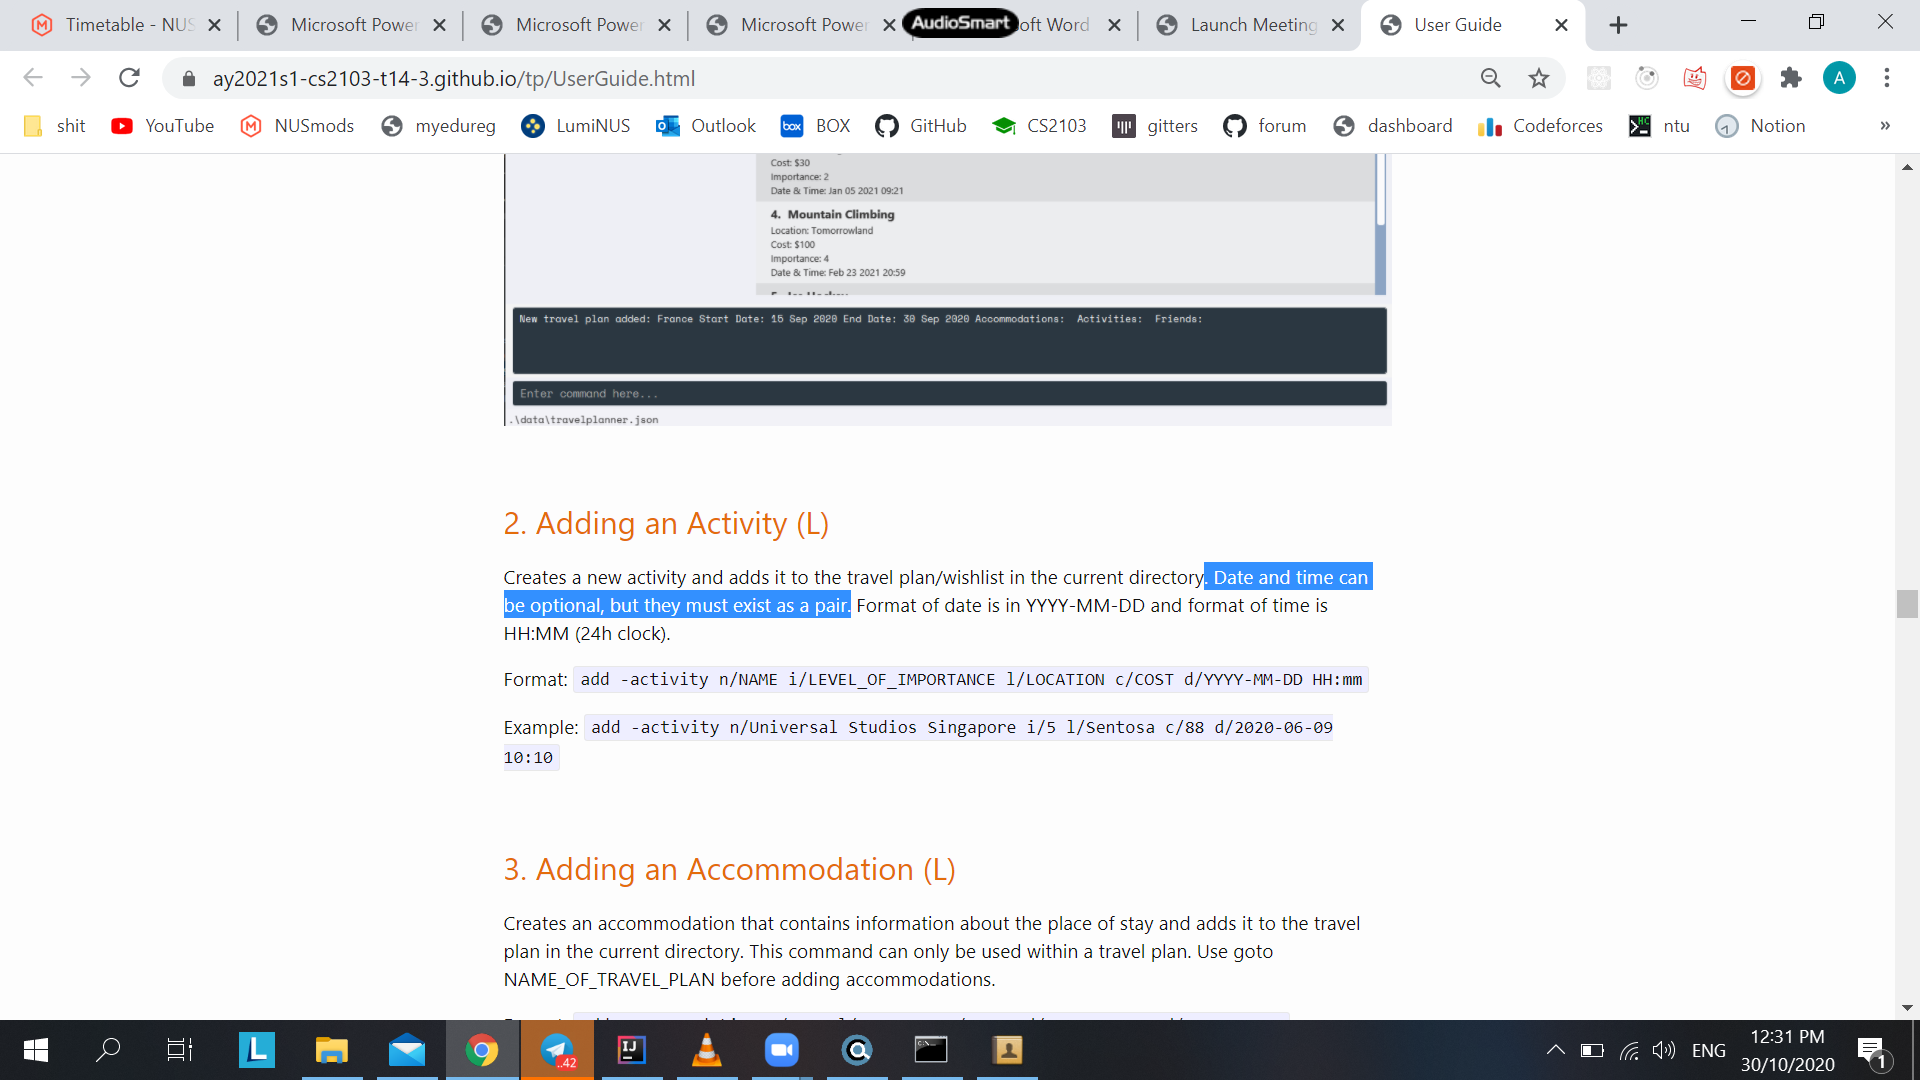 Timetable - NUS
Microsoft Power
Microsoft Power
Microsoft Power
AudioSmart
oft Word
Launch Meeting
User Guide
ay2021s1-cs2103-t14-3.github.io/tp/UserGuide.html
A
shit
YouTube
NUSmods
myedureg
LumiNUS
Outlook
box
BOX
GitHub
CS2103
gitters
forum
dashboard
Codeforces
HC
ntu
Notion
»
Cost: $30
Importance: 2
Date & Time: Jan 05 2021 09:21
4. Mountain Climbing
Location: Tomorrowland
Cost: $100
Importance: 4
Date & Time: Feb 23 2021 20:59
New travel plan added: France Start Date: 15 Sep 2020 End Date: 30 Sep 2020 Accommodations: Activities: Friends:
Enter command here...
.\data\travelplanner.json
2. Adding an Activity (L)
Creates a new activity and adds it to the travel plan/wishlist in the current directory. Date and time can
be optional, but they must exist as a pair. Format of date is in YYYY-MM-DD and format of time is
HH:MM (24h clock).
Format: add -activity n/NAME i/LEVEL_OF_IMPORTANCE l/LOCATION c/COST d/YYYY-MM-DD HH:mm
Example: add -activity n/Universal Studios Singapore i/5 l/Sentosa c/88 d/2020-06-09
10:10
3. Adding an Accommodation (L)
Creates an accommodation that contains information about the place of stay and adds it to the travel
plan in the current directory. This command can only be used within a travel plan. Use goto
NAME_OF_TRAVEL_PLAN before adding accommodations.
L
..42
IJ
ENG
12:31 PM
30/10/2020
1